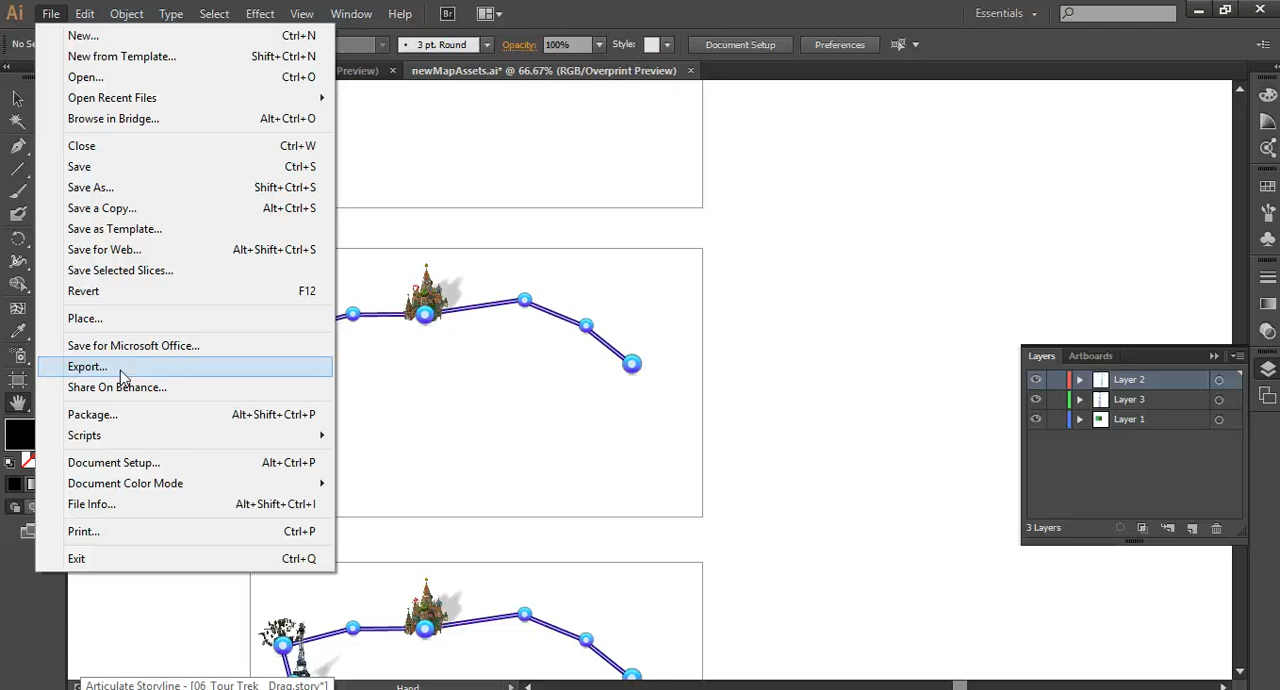 Ai File Edit Object Type Select Effect View Window Help Br Essentials
3 pt. Round Opacity: 100% Style: Document Setup Preferences
Preview) × newMapAssets.ai* @ 66.67% (RGB/Overprint Preview) ×
New... Ctrl+N
New from Template... Shift+Ctrl+N
Open... Ctrl+O
Open Recent Files
Browse in Bridge... Alt+Ctrl+O
Close Ctrl+W
Save Ctrl+S
Save As... Shift+Ctrl+S
Save a Copy... Alt+Ctrl+S
Save as Template...
Save for Web... Alt+Shift+Ctrl+S
Save Selected Slices...
Revert F12
Place...
Save for Microsoft Office...
Export...
Share On Behance...
Package... Alt+Shift+Ctrl+P
Scripts
Document Setup... Alt+Ctrl+P
Document Color Mode
File Info... Alt+Shift+Ctrl+I
Print... Ctrl+P
Exit Ctrl+Q
Layers Artboards
Layer 2
Layer 3
Layer 1
3 Layers
Articulate Storyline - [06_Tour Trek__Drag.story*]
Hand